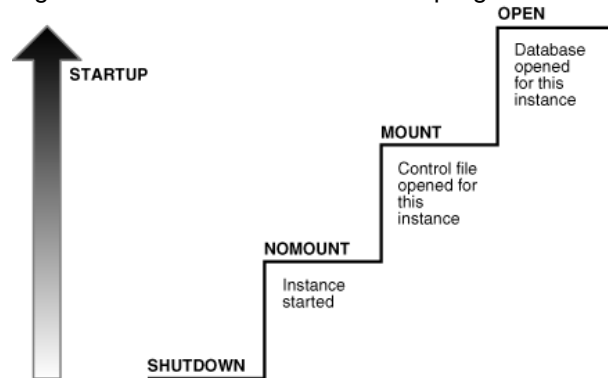 OPEN
Database
opened
for this
instance
STARTUP
MOUNT
Control file
opened for
this
instance
NOMOUNT
Instance
started
SHUTDOWN